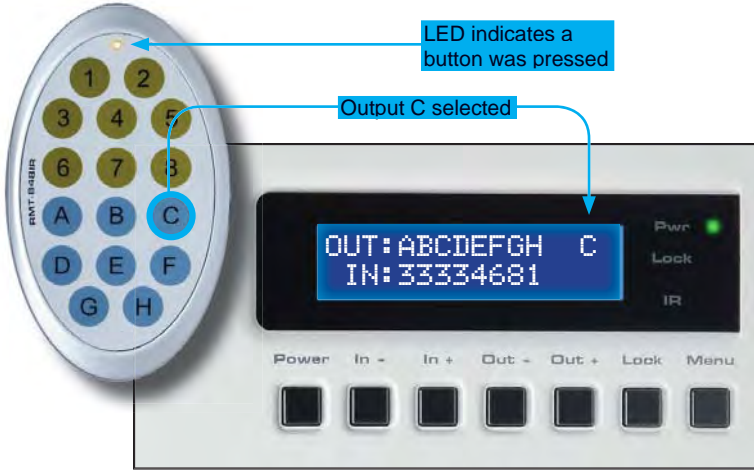 LED indicates a
button was pressed
Output C selected
1 2
3 4 5
6 7 8
A B C
D E F
G H
RMT-848IR
OUT:ABCDEFGH C
IN:33334681
Pwr
Lock
IR
Power In - In + Out - Out + Lock Menu